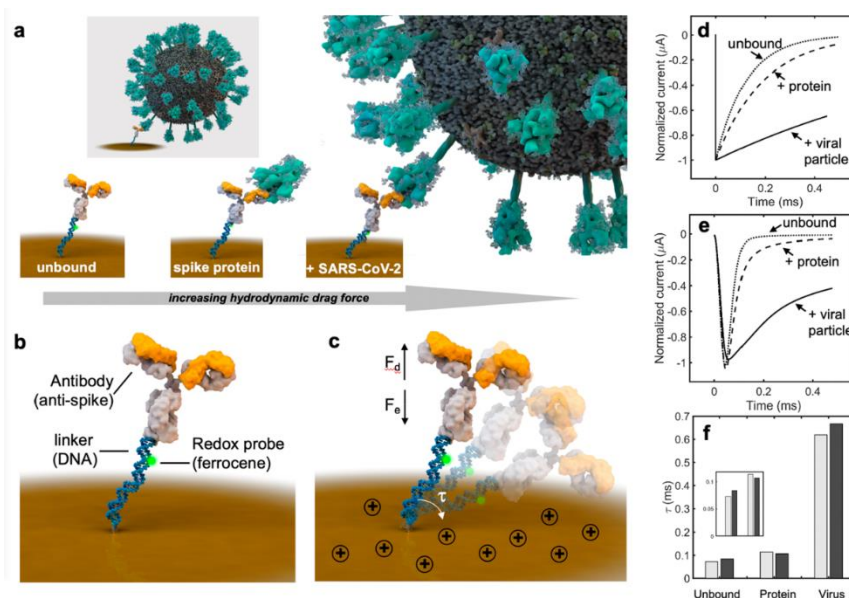 a
unbound
spike protein
+ SARS-CoV-2
increasing hydrodynamic drag force
b
Antibody
(anti-spike)
linker
(DNA)
Redox probe
(ferrocene)
c
Fd
Fe
τ
+ + + + + + + + + +
d
Normalized current (μA)
0
-0.2
-0.4
-0.6
-0.8
-1
unbound
+ protein
+ viral
particle
0 0.2 0.4
Time (ms)
e
Normalized current (μA)
0
-0.2
-0.4
-0.6
-0.8
-1
unbound
+ protein
+ viral
particle
0 0.2 0.4
Time (ms)
f
τ (ms)
0.7
0.6
0.5
0.4
0.3
0.2
0.1
0
0.1
0.05
0
Unbound Protein Virus